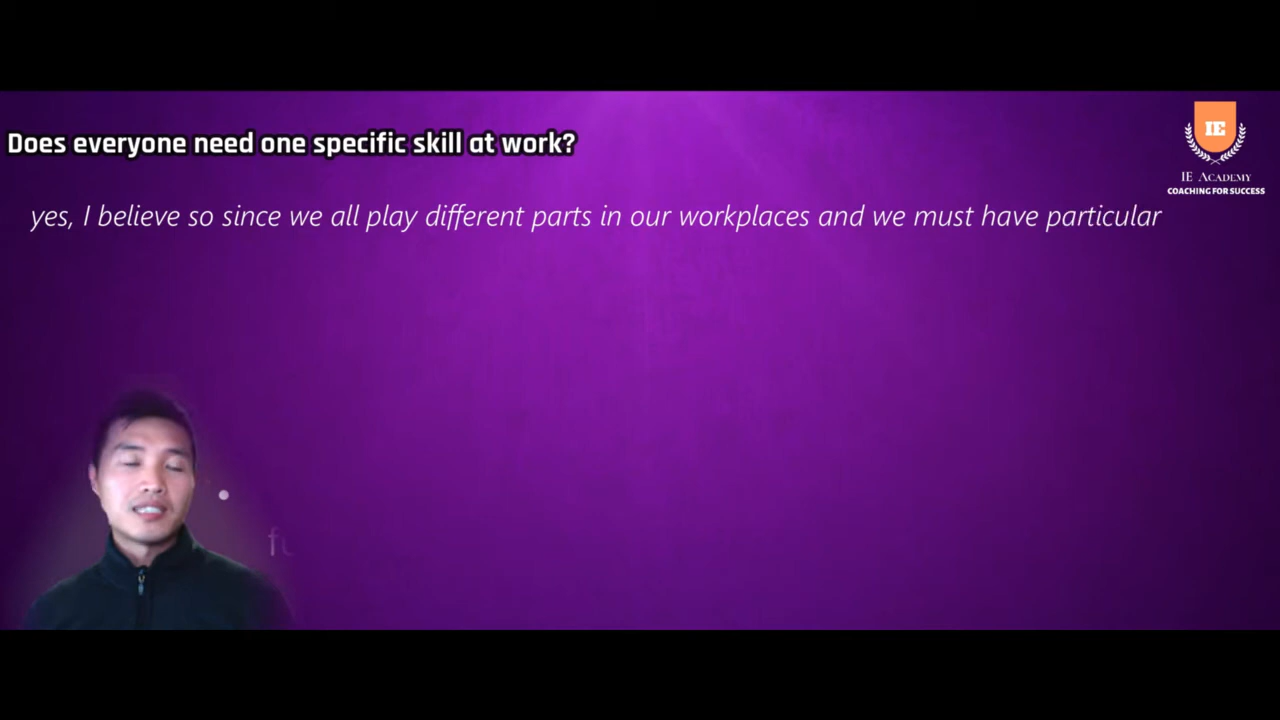 Does everyone need one specific skill at work?
yes, I believe so since we all play different parts in our workplaces and we must have particular
IE
IE ACADEMY
COACHING FOR SUCCESS